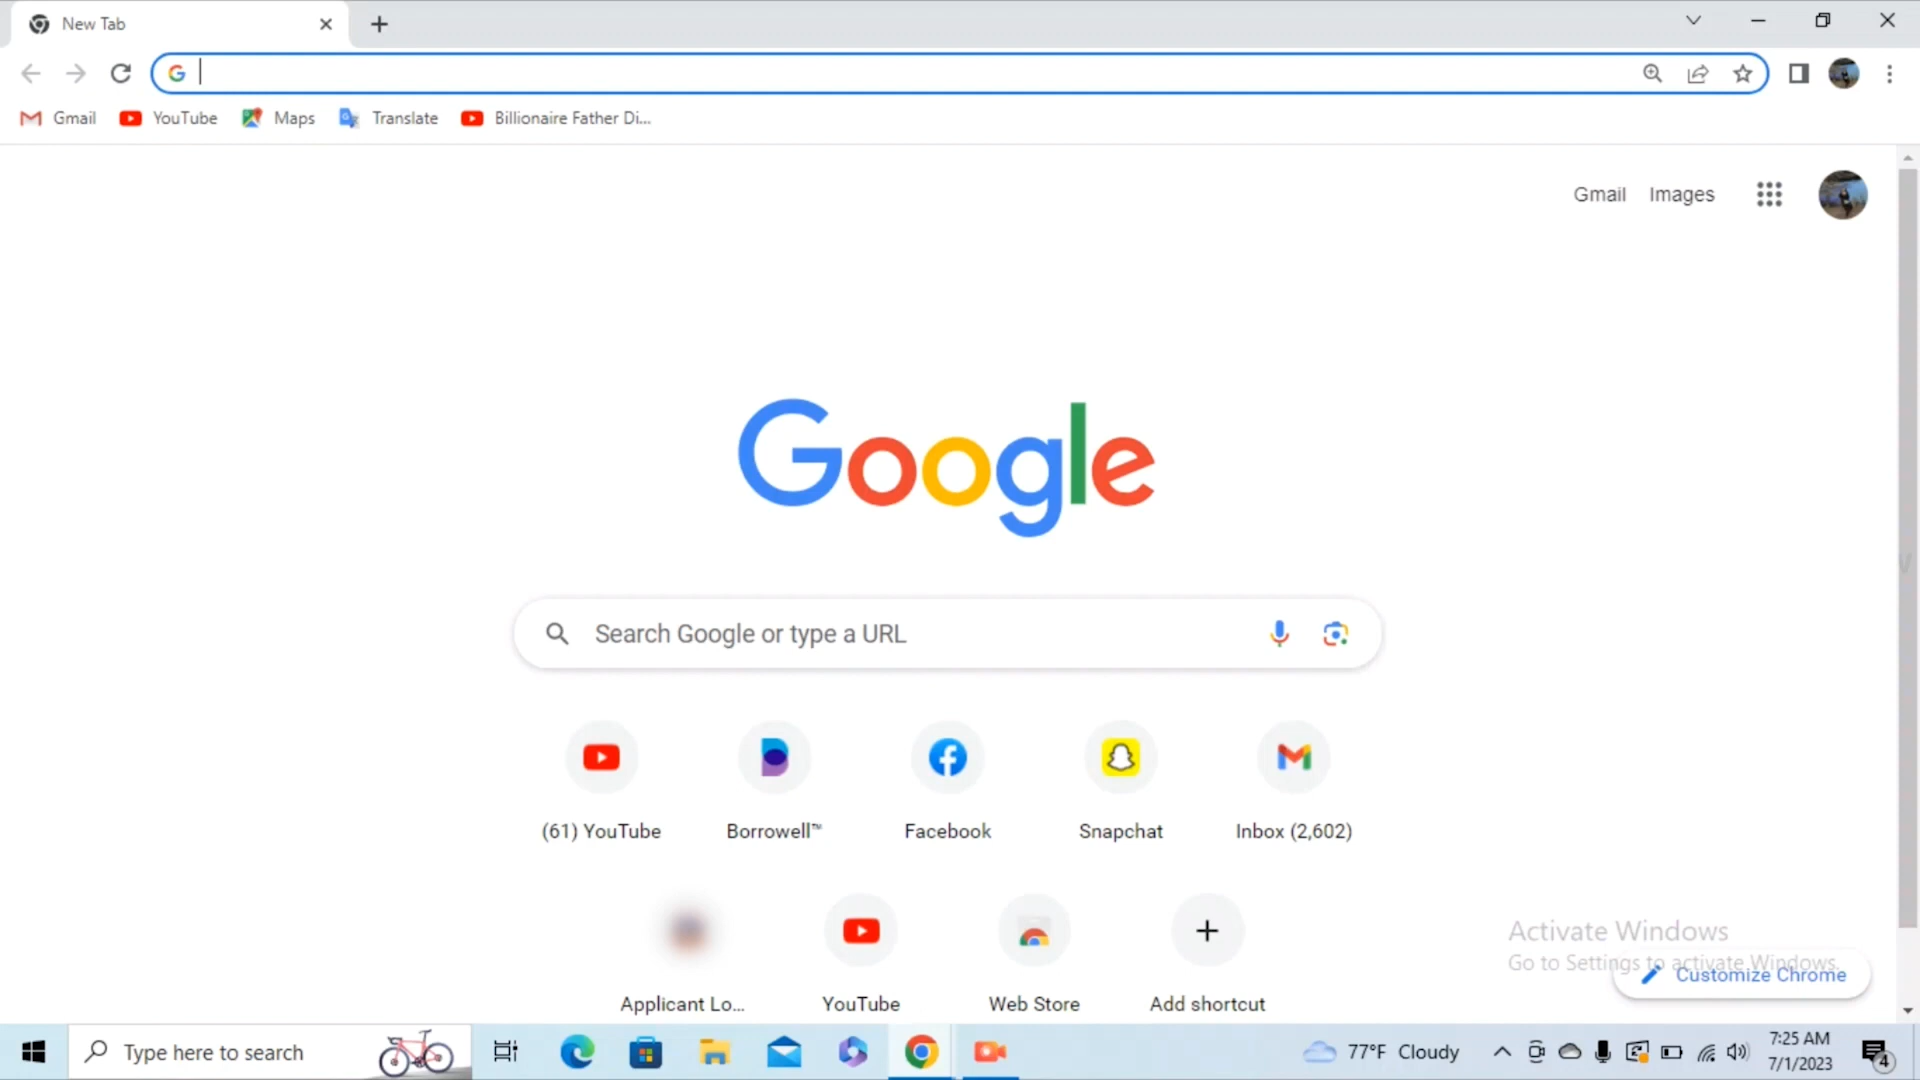 New Tab
Gmail YouTube Maps Translate Billionaire Father Di...
Gmail Images
Google
Search Google or type a URL
(61) YouTube Borrowell™ Facebook Snapchat Inbox (2,602)
Applicant Lo... YouTube Web Store Add shortcut
Activate Windows
Go to Settings to activate Windows.
Customize Chrome
Type here to search
77°F Cloudy
7:25 AM
7/1/2023
4